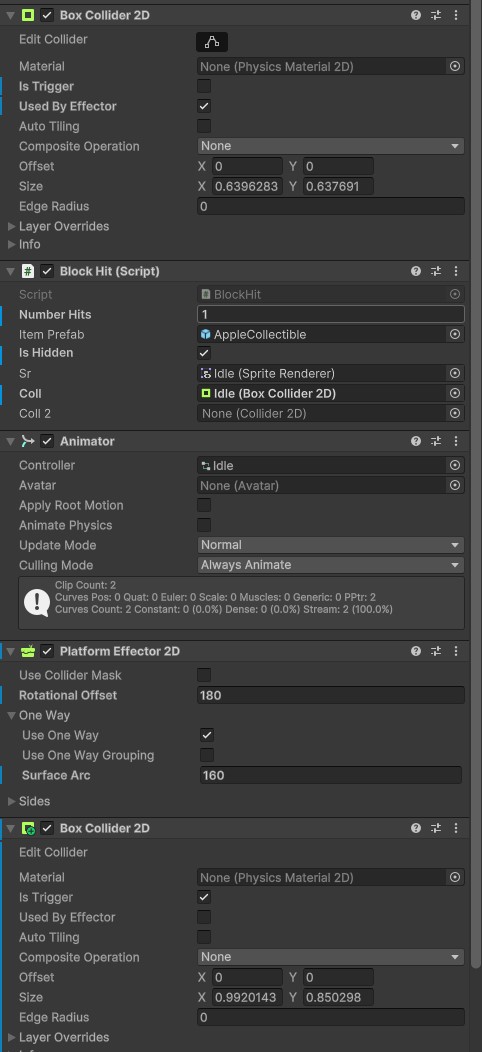 Box Collider 2D
Edit Collider
Material None (Physics Material 2D)
Is Trigger
Used By Effector
Auto Tiling
Composite Operation None
Offset X 0 Y 0
Size X 0.6396283 Y 0.637691
Edge Radius 0
Layer Overrides
Info
# Block Hit (Script)
Script BlockHit
Number Hits 1
Item Prefab AppleCollectible
Is Hidden
Sr Idle (Sprite Renderer)
Coll Idle (Box Collider 2D)
Coll 2 None (Collider 2D)
Animator
Controller Idle
Avatar None (Avatar)
Apply Root Motion
Animate Physics
Update Mode Normal
Culling Mode Always Animate
Clip Count: 2
Curves Pos: 0 Quat: 0 Euler: 0 Scale: 0 Muscles: 0 Generic: 0 PPtr: 2
Curves Count: 2 Constant: 0 (0.0%) Dense: 0 (0.0%) Stream: 2 (100.0%)
Platform Effector 2D
Use Collider Mask
Rotational Offset 180
One Way
Use One Way
Use One Way Grouping
Surface Arc 160
Sides
Box Collider 2D
Edit Collider
Material None (Physics Material 2D)
Is Trigger
Used By Effector
Auto Tiling
Composite Operation None
Offset X 0 Y 0
Size X 0.9920143 Y 0.850298
Edge Radius 0
Layer Overrides